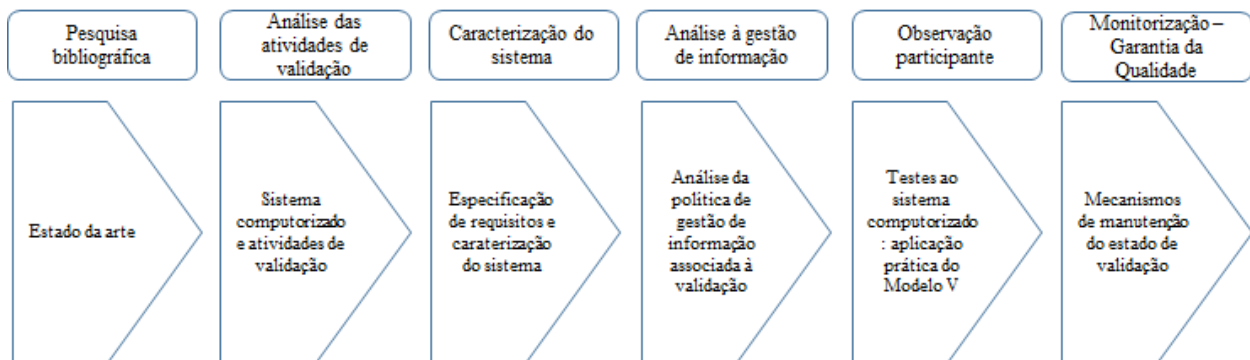 Pesquisa
bibliográfica
Análise das
atividades de
validação
Caracterização do
sistema
Análise à gestão
de informação
Observação
participante
Monitorização –
Garantia da
Qualidade
Estado da arte
Sistema
computorizado
e atividades de
validação
Especificação
de requisitos e
caraterização
do sistema
Análise da
política de
gestão de
informação
associada à
validação
Testes ao
sistema
computorizado
: aplicação
prática do
Modelo V
Mecanismos
de manutenção
do estado de
validação